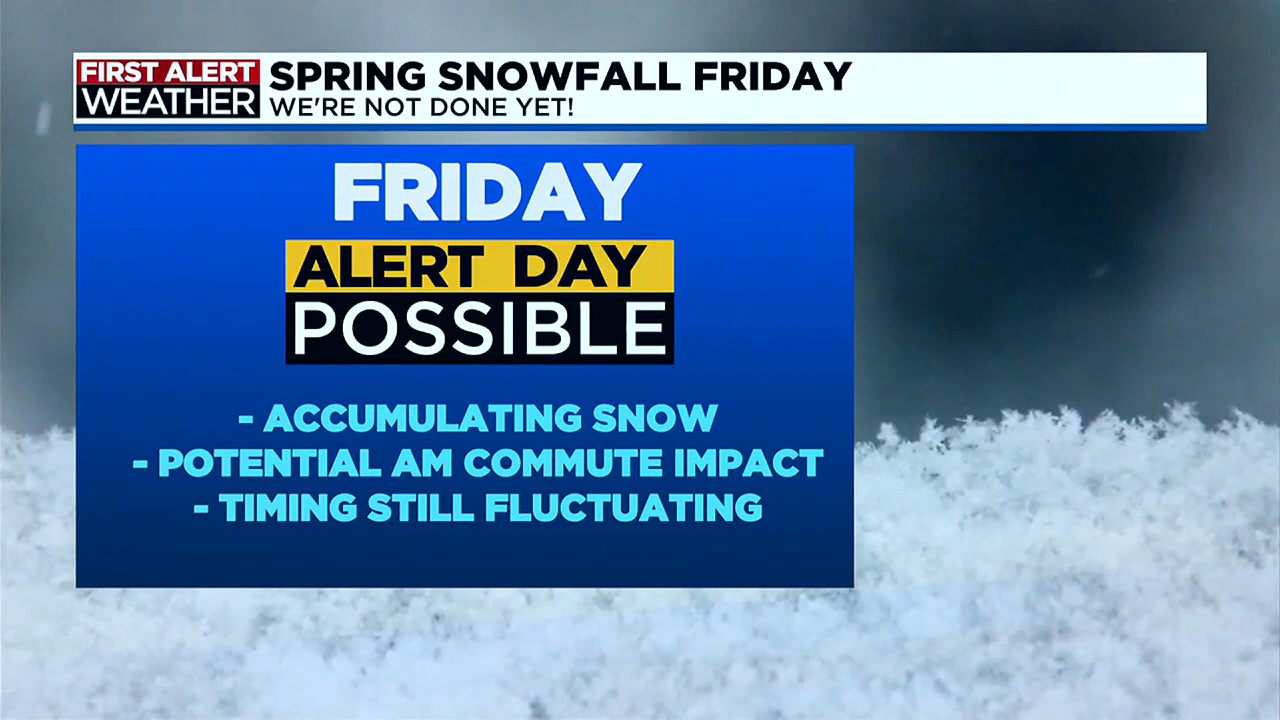 FIRST ALERT
WEATHER
SPRING SNOWFALL FRIDAY
WE'RE NOT DONE YET!
FRIDAY
ALERT DAY
POSSIBLE
- ACCUMULATING SNOW
- POTENTIAL AM COMMUTE IMPACT
- TIMING STILL FLUCTUATING